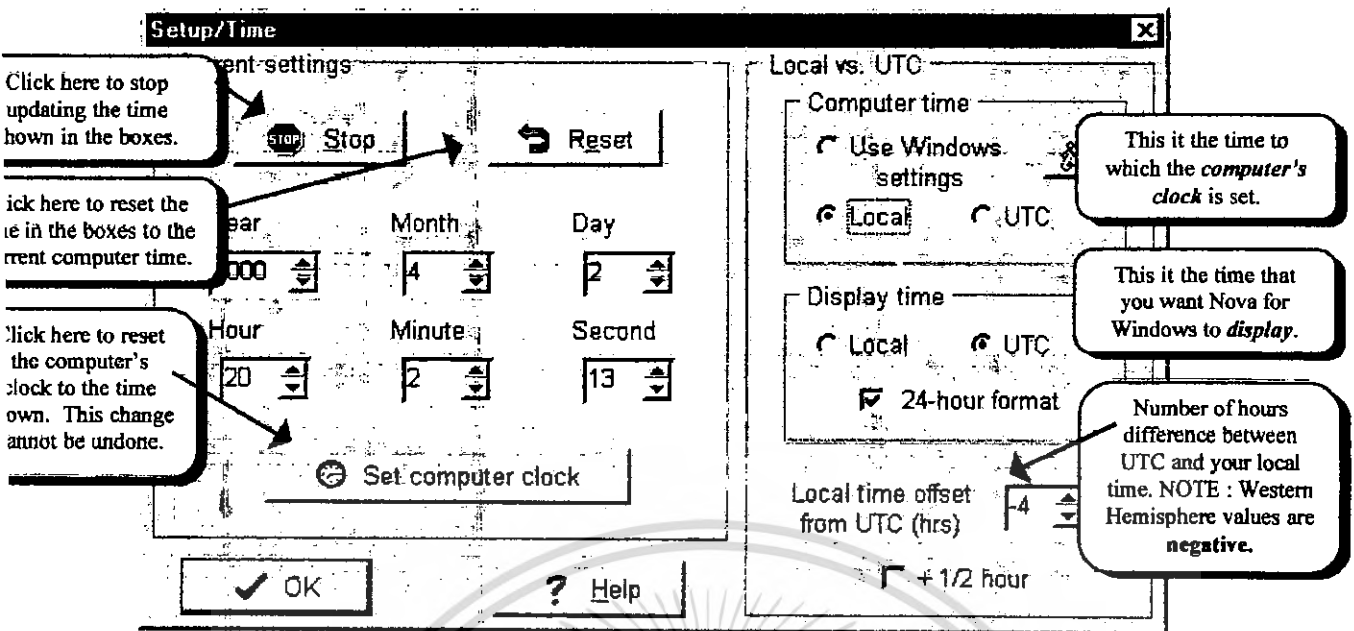 Setup/Time
ent settings
Click here to stop
updating the time
hown in the boxes.
STOP Stop
Reset
ick here to reset the
e in the boxes to the
rrent computer time.
ear
Month
Day
000
4
2
Click here to reset
the computer's
clock to the time
own. This change
annot be undone.
Hour
Minute
Second
20
2
13
Set computer clock
OK
? Help
Local vs. UTC
Computer time
Use Windows
settings
Local
UTC
This it the time to
which the computer's
clock is set.
Display time
Local
UTC
24-hour format
This it the time that
you want Nova for
Windows to display.
Local time offset
from UTC (hrs)
-4
+ 1/2 hour
Number of hours
difference between
UTC and your local
time. NOTE : Western
Hemisphere values are
negative.